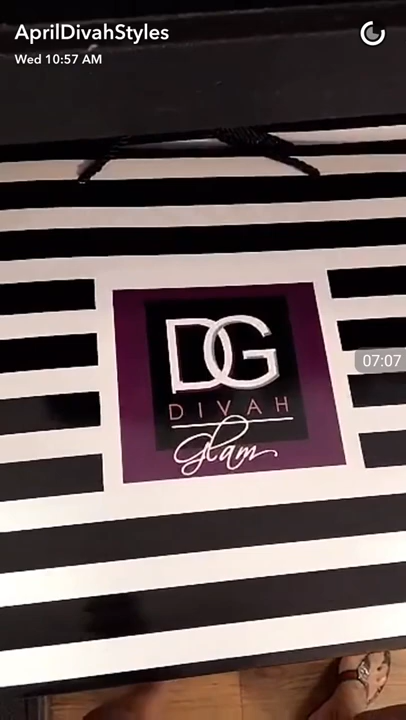 AprilDivahStyles
Wed 10:57 AM
DG
07:07
DIVAH
Glam